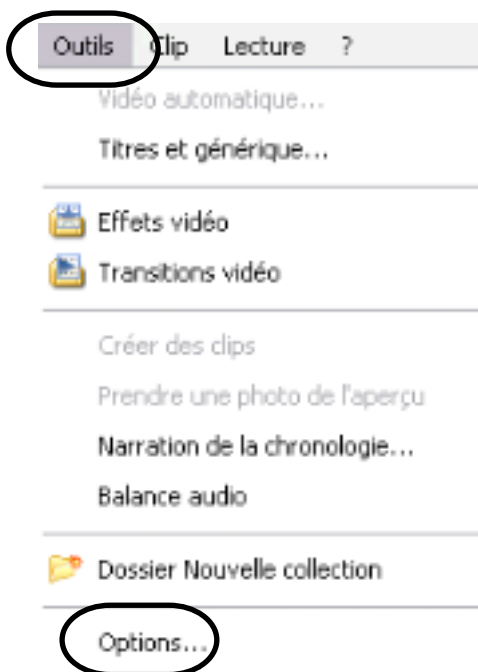 Outils Clip Lecture ?
Vidéo automatique...
Titres et générique...
Effets vidéo
Transitions vidéo
Créer des clips
Prendre une photo de l'aperçu
Narration de la chronologie...
Balance audio
Dossier Nouvelle collection
Options...